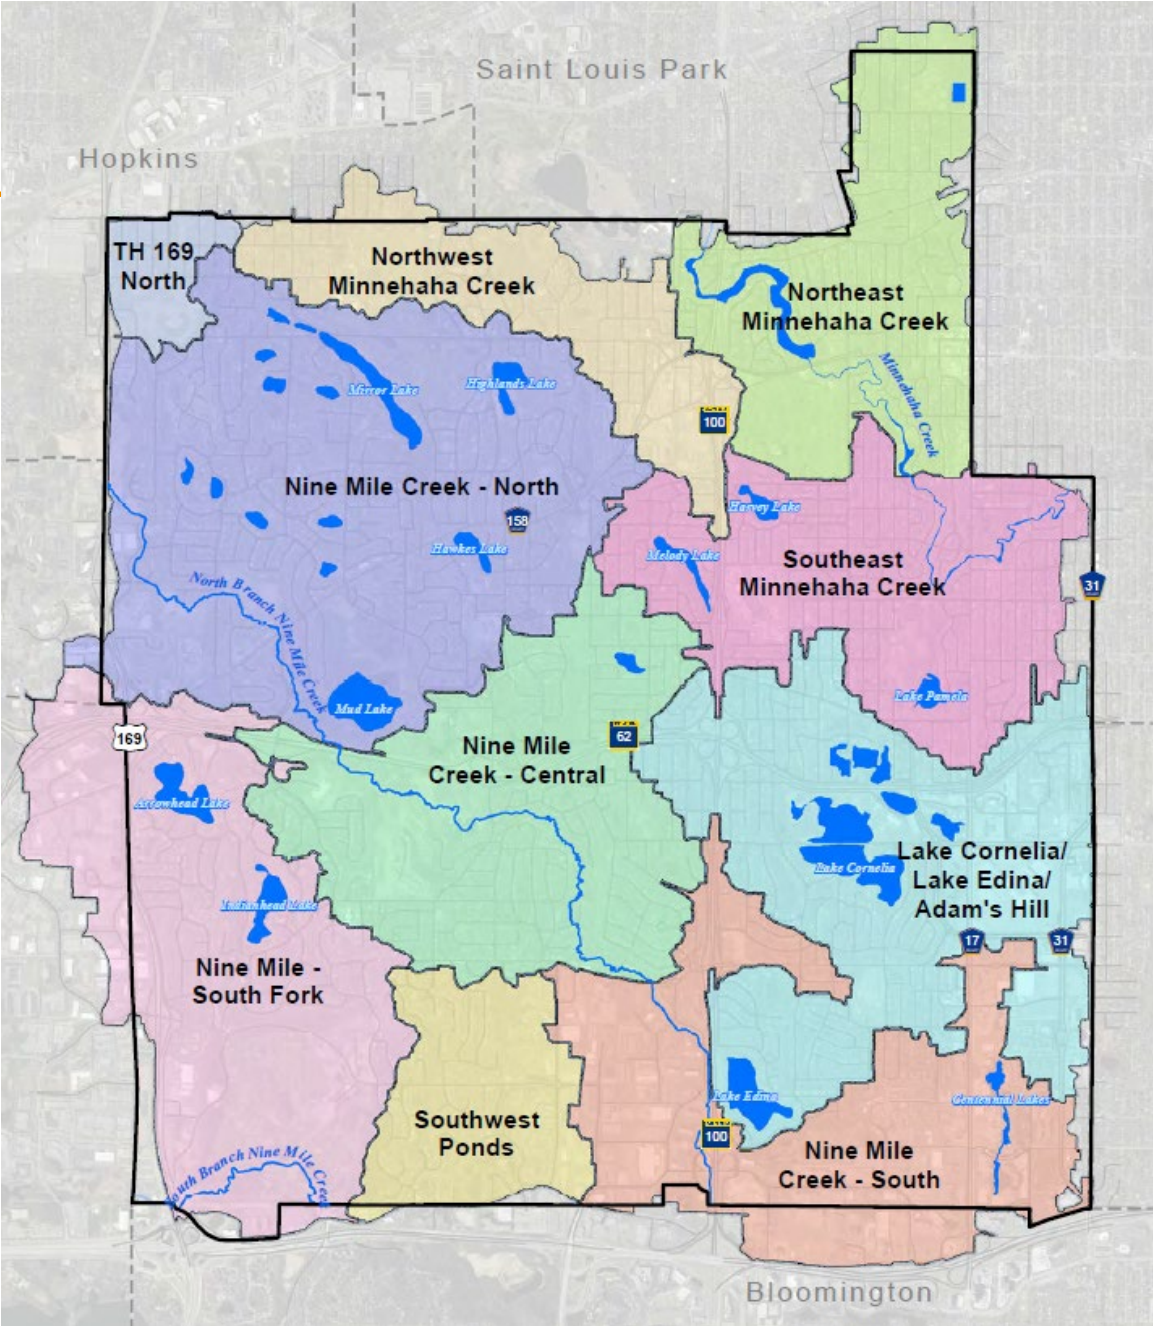 Saint Louis Park
Hopkins
TH 169
North
Northwest
Minnehaha Creek
Northeast
Minnehaha Creek
Minnehaha Creek
Mirror Lake
Highlands Lake
100
Nine Mile Creek - North
158
Harvey Lake
Hawkes Lake
Melody Lake
Southeast
Minnehaha Creek
31
North Branch Nine Mile Creek
Lake Pamela
Mud Lake
169
62
Nine Mile
Creek - Central
Arrowhead Lake
Lake Cornelia
Lake Cornelia/
Lake Edina/
Adam's Hill
Indianhead Lake
17
31
Nine Mile -
South Fork
Lake Edina
Centennial Lakes
Southwest
Ponds
100
Nine Mile
Creek - South
South Branch Nine Mile Creek
Bloomington